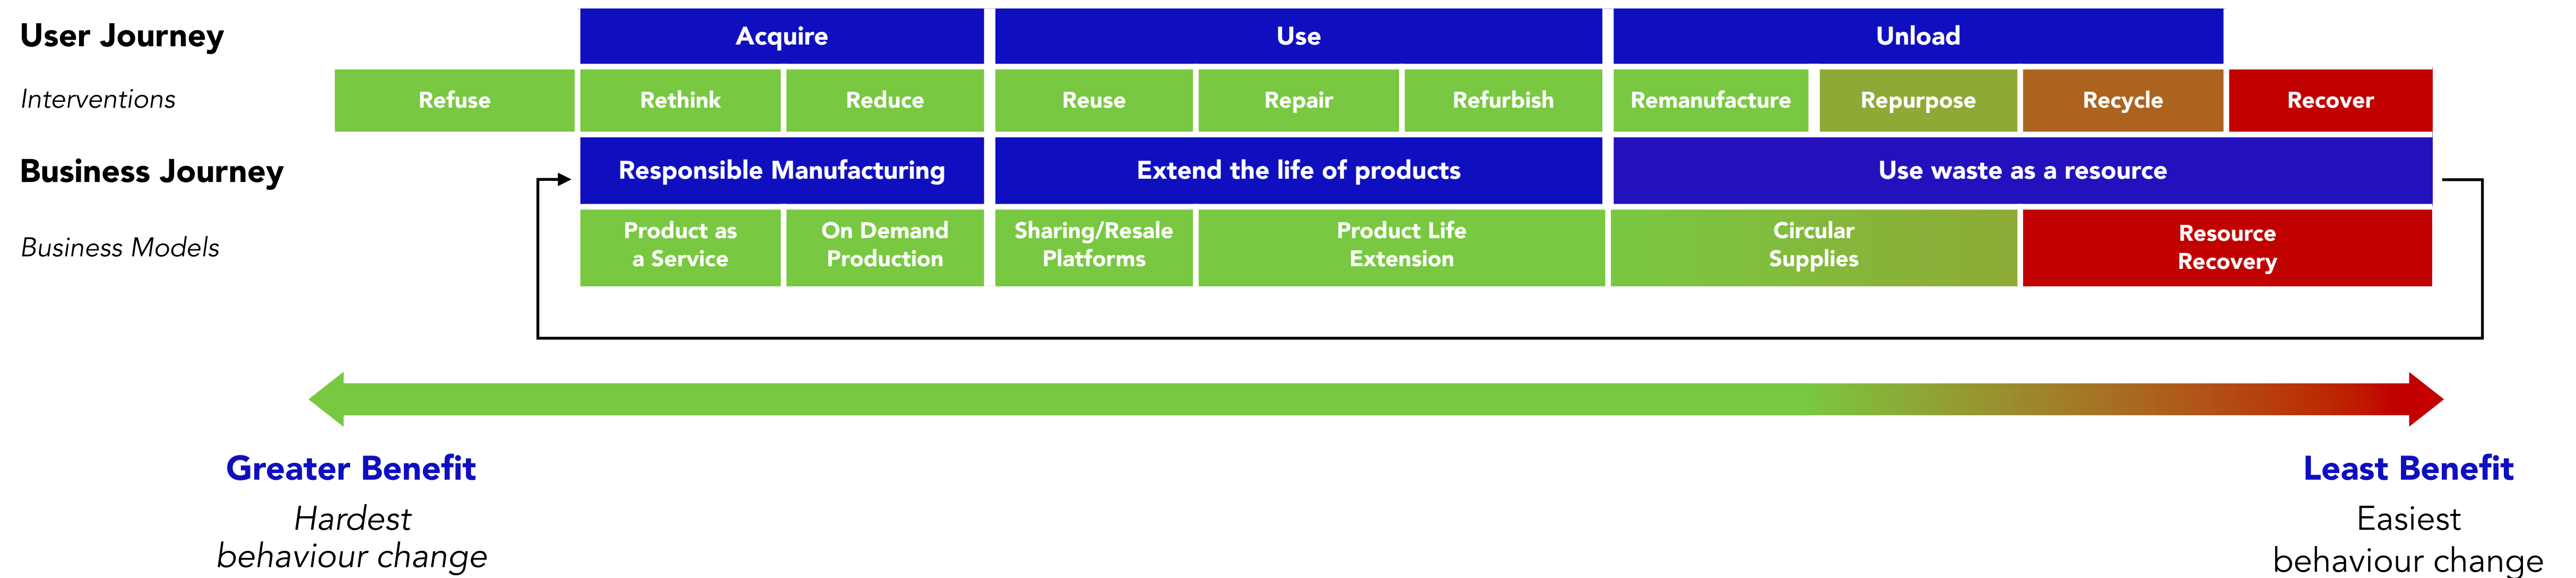 User Journey
Acquire
Use
Unload
Interventions
Refuse
Rethink
Reduce
Reuse
Repair
Refurbish
Remanufacture
Repurpose
Recycle
Recover
Business Journey
Responsible Manufacturing
Extend the life of products
Use waste as a resource
Business Models
Product as
a Service
On Demand
Production
Sharing/Resale
Platforms
Product Life
Extension
Circular
Supplies
Resource
Recovery
Greater Benefit
Hardest
behaviour change
Least Benefit
Easiest
behaviour change